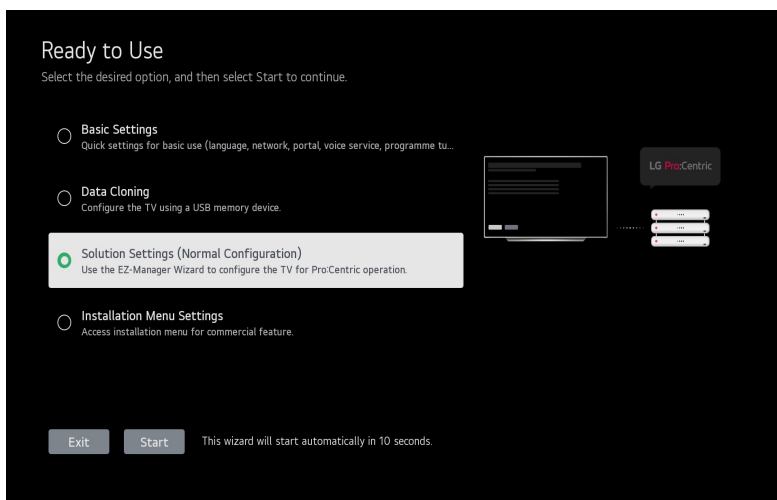 Ready to Use
Select the desired option, and then select Start to continue.
Basic Settings
Quick settings for basic use (language, network, portal, voice service, programme tu...
Data Cloning
Configure the TV using a USB memory device.
LG Pro:Centric
Solution Settings (Normal Configuration)
Use the EZ-Manager Wizard to configure the TV for Pro:Centric operation.
Installation Menu Settings
Access installation menu for commercial feature.
Exit
Start
This wizard will start automatically in 10 seconds.